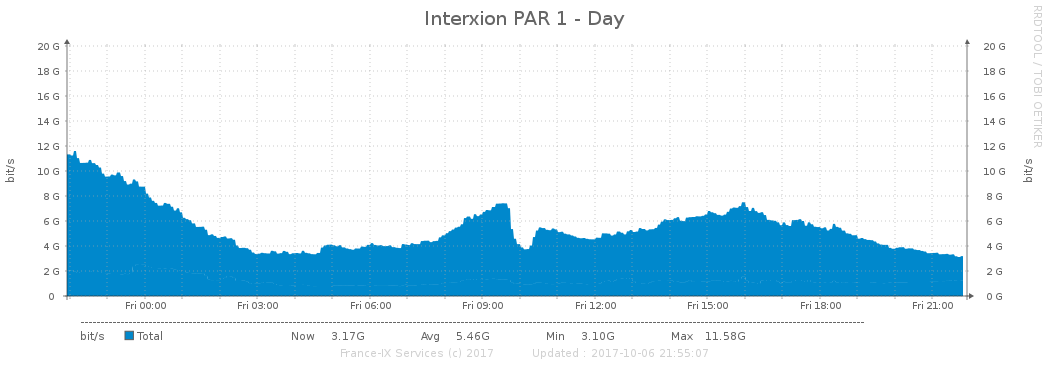 Interxion PAR 1 - Day
RRDTOOL / TOBI OETIKER
bit/s
bit/s
20 G 20 G
18 G 18 G
16 G 16 G
14 G 14 G
12 G 12 G
10 G 10 G
8 G 8 G
6 G 6 G
4 G 4 G
2 G 2 G
0 0 G
Fri 00:00 Fri 03:00 Fri 06:00 Fri 09:00 Fri 12:00 Fri 15:00 Fri 18:00 Fri 21:00
bit/s Total Now 3.17G Avg 5.46G Min 3.10G Max 11.58G
France-IX Services (c) 2017 Updated : 2017-10-06 21:55:07